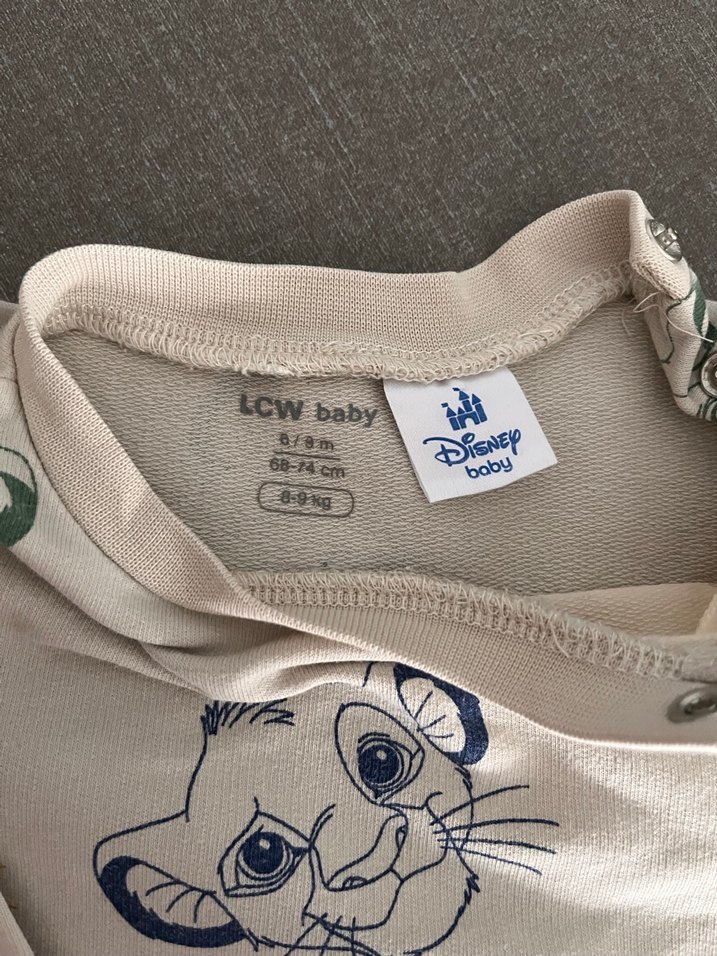 LCW baby
6 / 9 m
68-74 cm
8-9 kg
Disney
baby